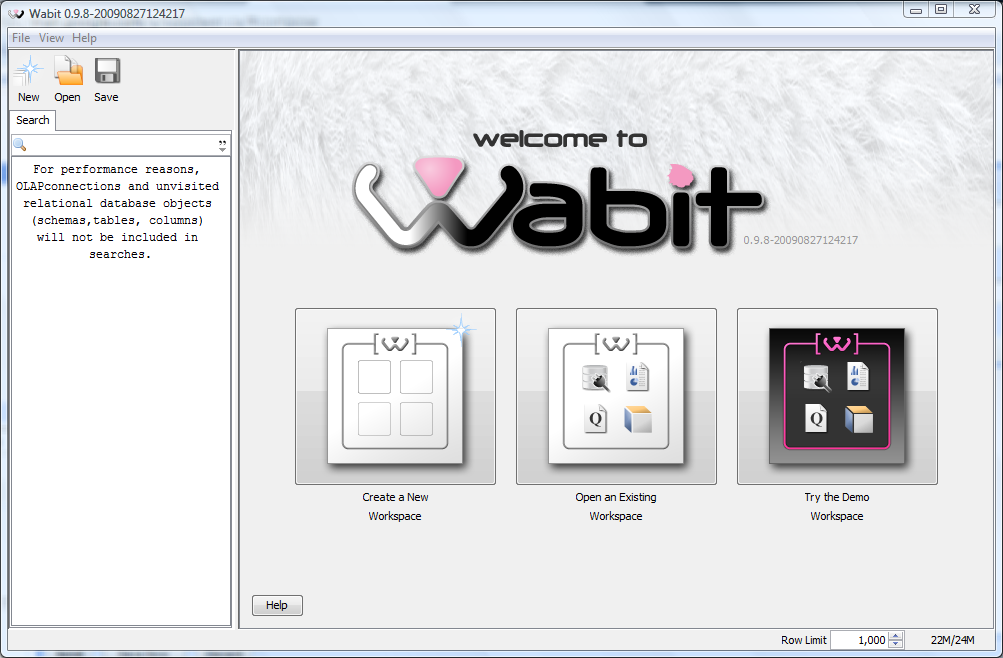 Wabit 0.9.8-20090827124217
File View Help
New Open Save
Search
For performance reasons,
OLAPconnections and unvisited
relational database objects
(schemas,tables, columns)
will not be included in
searches.
welcome to
Wabit
0.9.8-20090827124217
Q
Q
Create a New
Workspace
Open an Existing
Workspace
Try the Demo
Workspace
Help
Row Limit 1,000 22M/24M